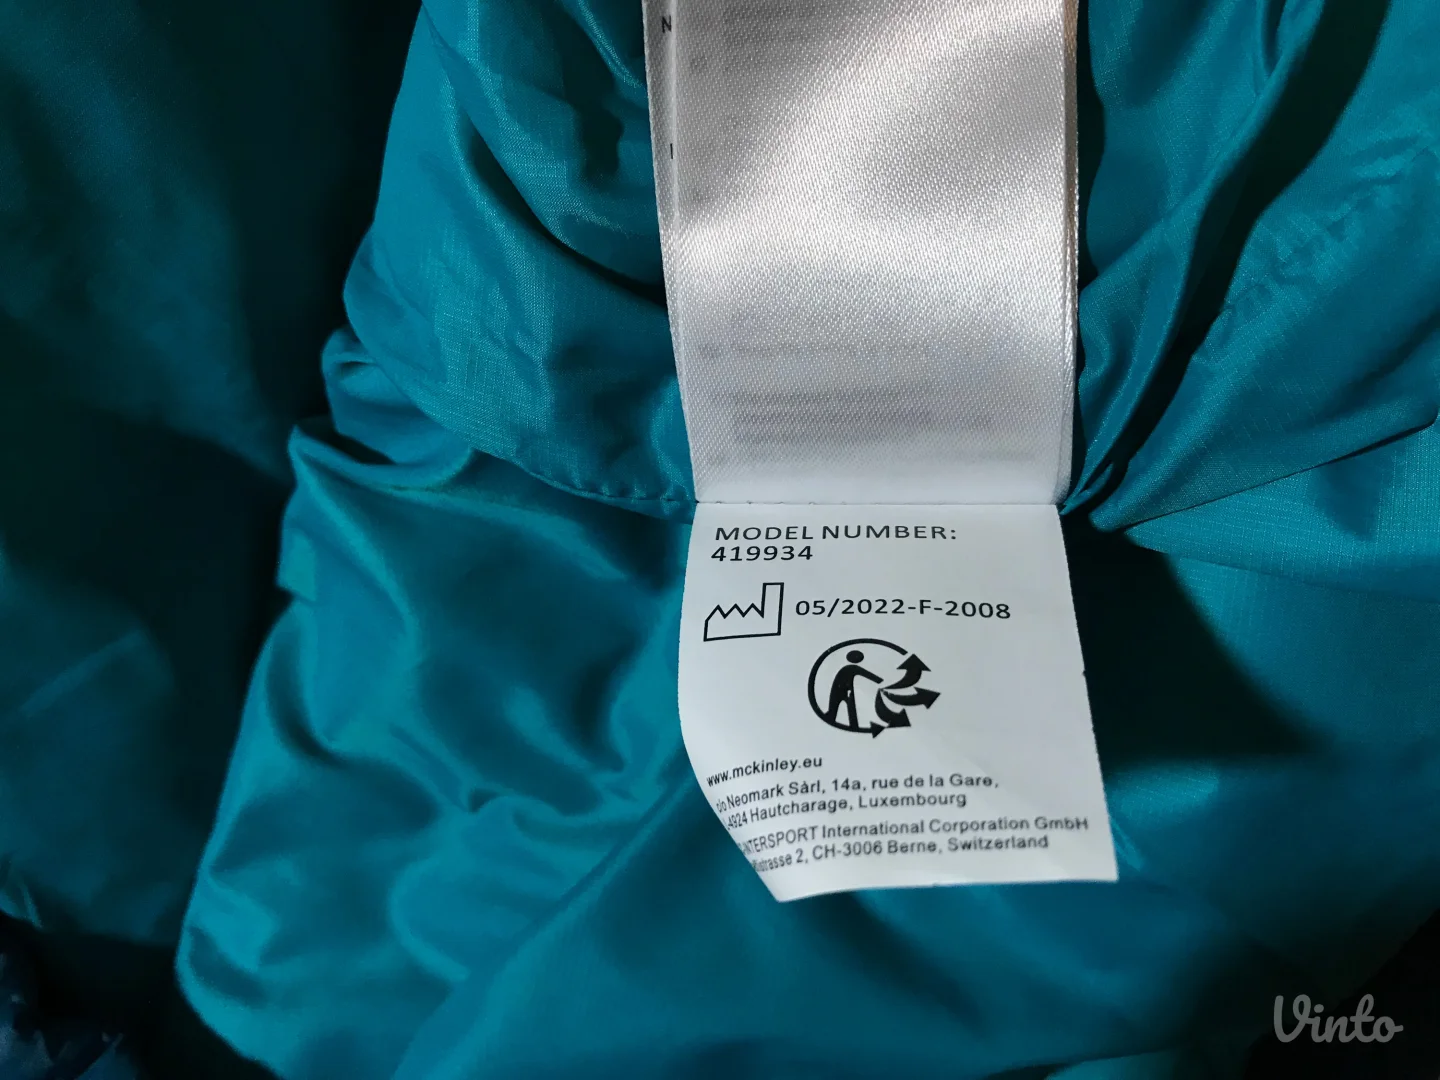 MODEL NUMBER:
419934
05/2022-F-2008
www.mckinley.eu
c/o Neomark Sàrl, 14a, rue de la Gare,
4924 Hautcharage, Luxembourg
INTERSPORT International Corporation GmbH
2, CH-3006 Berne, Switzerland
Vinto